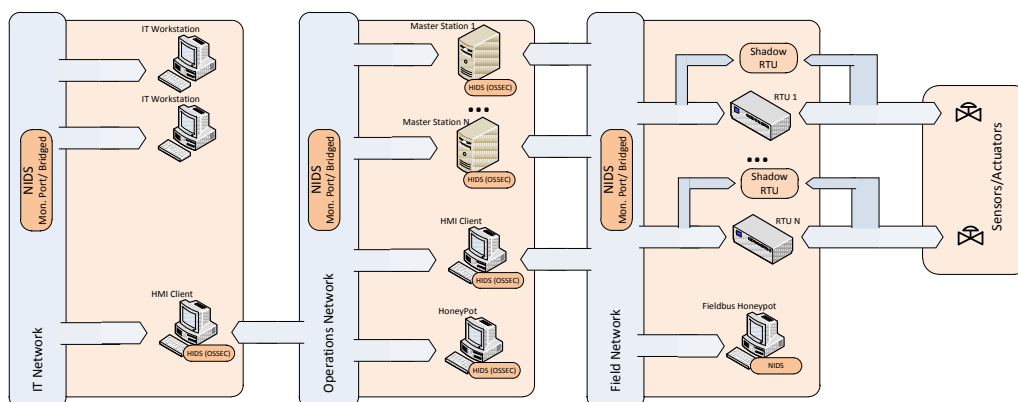 IT Network
NIDS
Mon. Port/ Bridged
IT Workstation
IT Workstation
HMI Client
HIDS (OSSEC)
Operations Network
NIDS
Mon. Port/ Bridged
Master Station 1
HIDS (OSSEC)
...
Master Station N
HIDS (OSSEC)
HMI Client
HIDS (OSSEC)
HoneyPot
HIDS (OSSEC)
Field Network
NIDS
Mon. Port/ Bridged
Shadow
RTU
RTU 1
...
Shadow
RTU
RTU N
Fieldbus Honeypot
NIDS
Sensors/Actuators